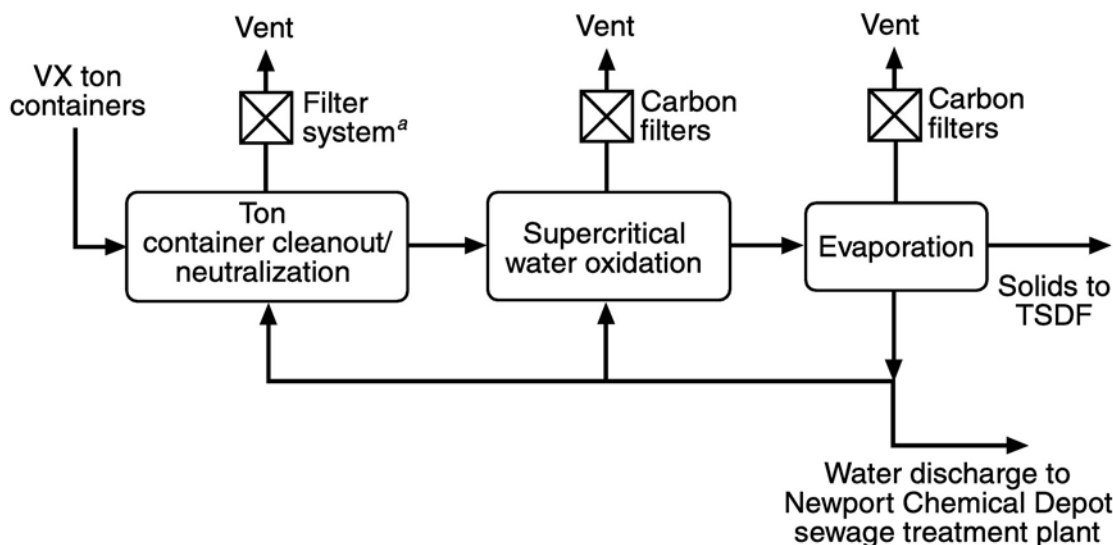 Vent
Vent
Vent
VX ton
containers
Filter
systemᵃ
Carbon
filters
Carbon
filters
Ton
container cleanout/
neutralization
Supercritical
water oxidation
Evaporation
Solids to
TSDF
Water discharge to
Newport Chemical Depot
sewage treatment plant